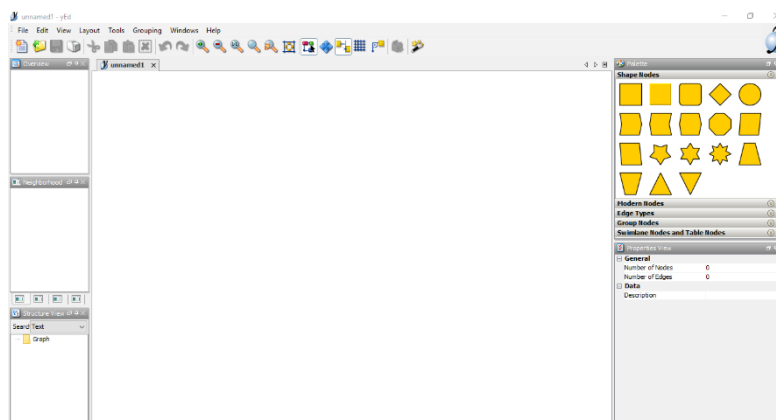 unnamed1 - yEd
File Edit View Layout Tools Grouping Windows Help
Overview
unnamed1
Palette
Shape Nodes
Neighborhood
Modern Nodes
Edge Types
Group Nodes
Swimlane Nodes and Table Nodes
Properties View
General
Number of Nodes 0
Number of Edges 0
Data
Description
Structure View
Searcl Text
Graph